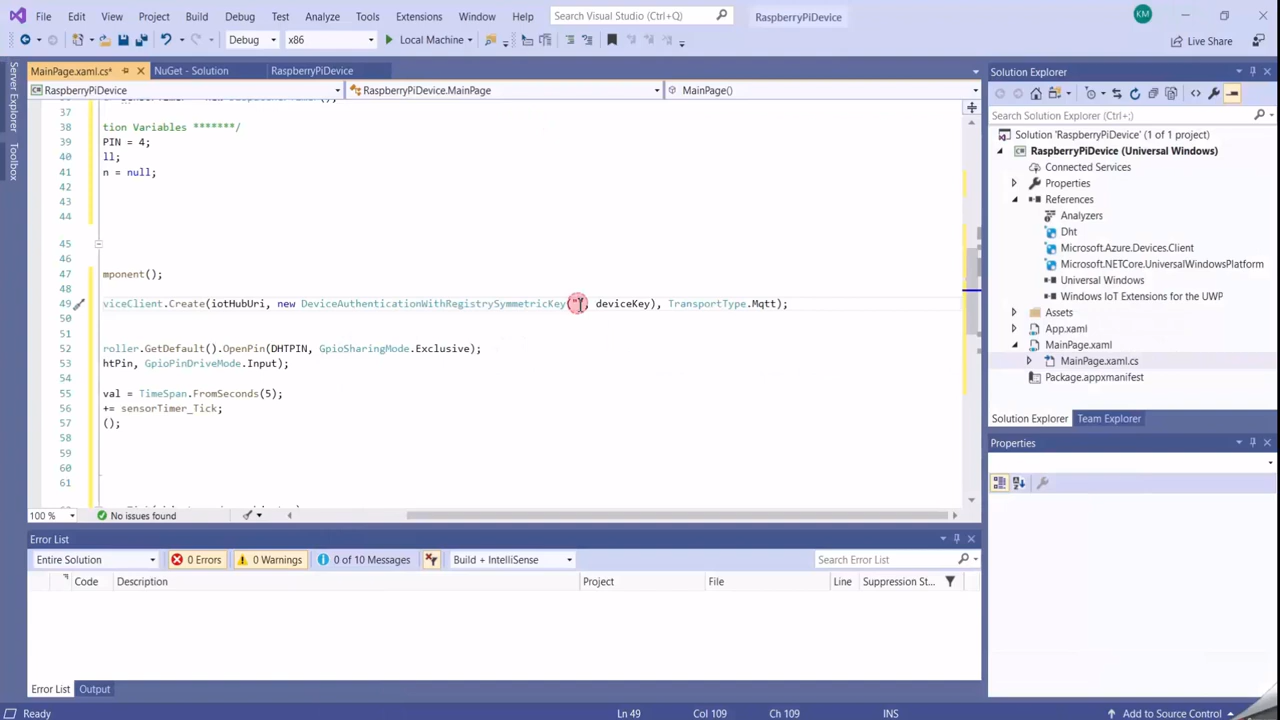 File Edit View Project Build Debug Test Analyze Tools Extensions Window Help Search Visual Studio (Ctrl+Q) RaspberryPiDevice KM
Debug x86 Local Machine Live Share
MainPage.xaml.cs* NuGet - Solution RaspberryPiDevice
RaspberryPiDevice RaspberryPiDevice.MainPage MainPage()
Server Explorer
Toolbox
37
38 tion Variables *******/
39 PIN = 4;
40 ll;
41 n = null;
42
43
44
45
46
47 mponent();
48
49 viceClient.Create(iotHubUri, new DeviceAuthenticationWithRegistrySymmetricKey("", deviceKey), TransportType.Mqtt);
50
51
52 roller.GetDefault().OpenPin(DHTPIN, GpioSharingMode.Exclusive);
53 htPin, GpioPinDriveMode.Input);
54
55 val = TimeSpan.FromSeconds(5);
56 += sensorTimer_Tick;
57 ();
58
59
60
61
100 % No issues found
Solution Explorer
Search Solution Explorer (Ctrl+;)
Solution 'RaspberryPiDevice' (1 of 1 project)
RaspberryPiDevice (Universal Windows)
Connected Services
Properties
References
Analyzers
Dht
Microsoft.Azure.Devices.Client
Microsoft.NETCore.UniversalWindowsPlatform
Universal Windows
Windows IoT Extensions for the UWP
Assets
App.xaml
MainPage.xaml
MainPage.xaml.cs
Package.appxmanifest
Solution Explorer Team Explorer
Properties
Error List
Entire Solution 0 Errors 0 Warnings 0 of 10 Messages Build + IntelliSense Search Error List
Code Description Project File Line Suppression St...
Error List Output
Ready Ln 49 Col 109 Ch 109 INS Add to Source Control